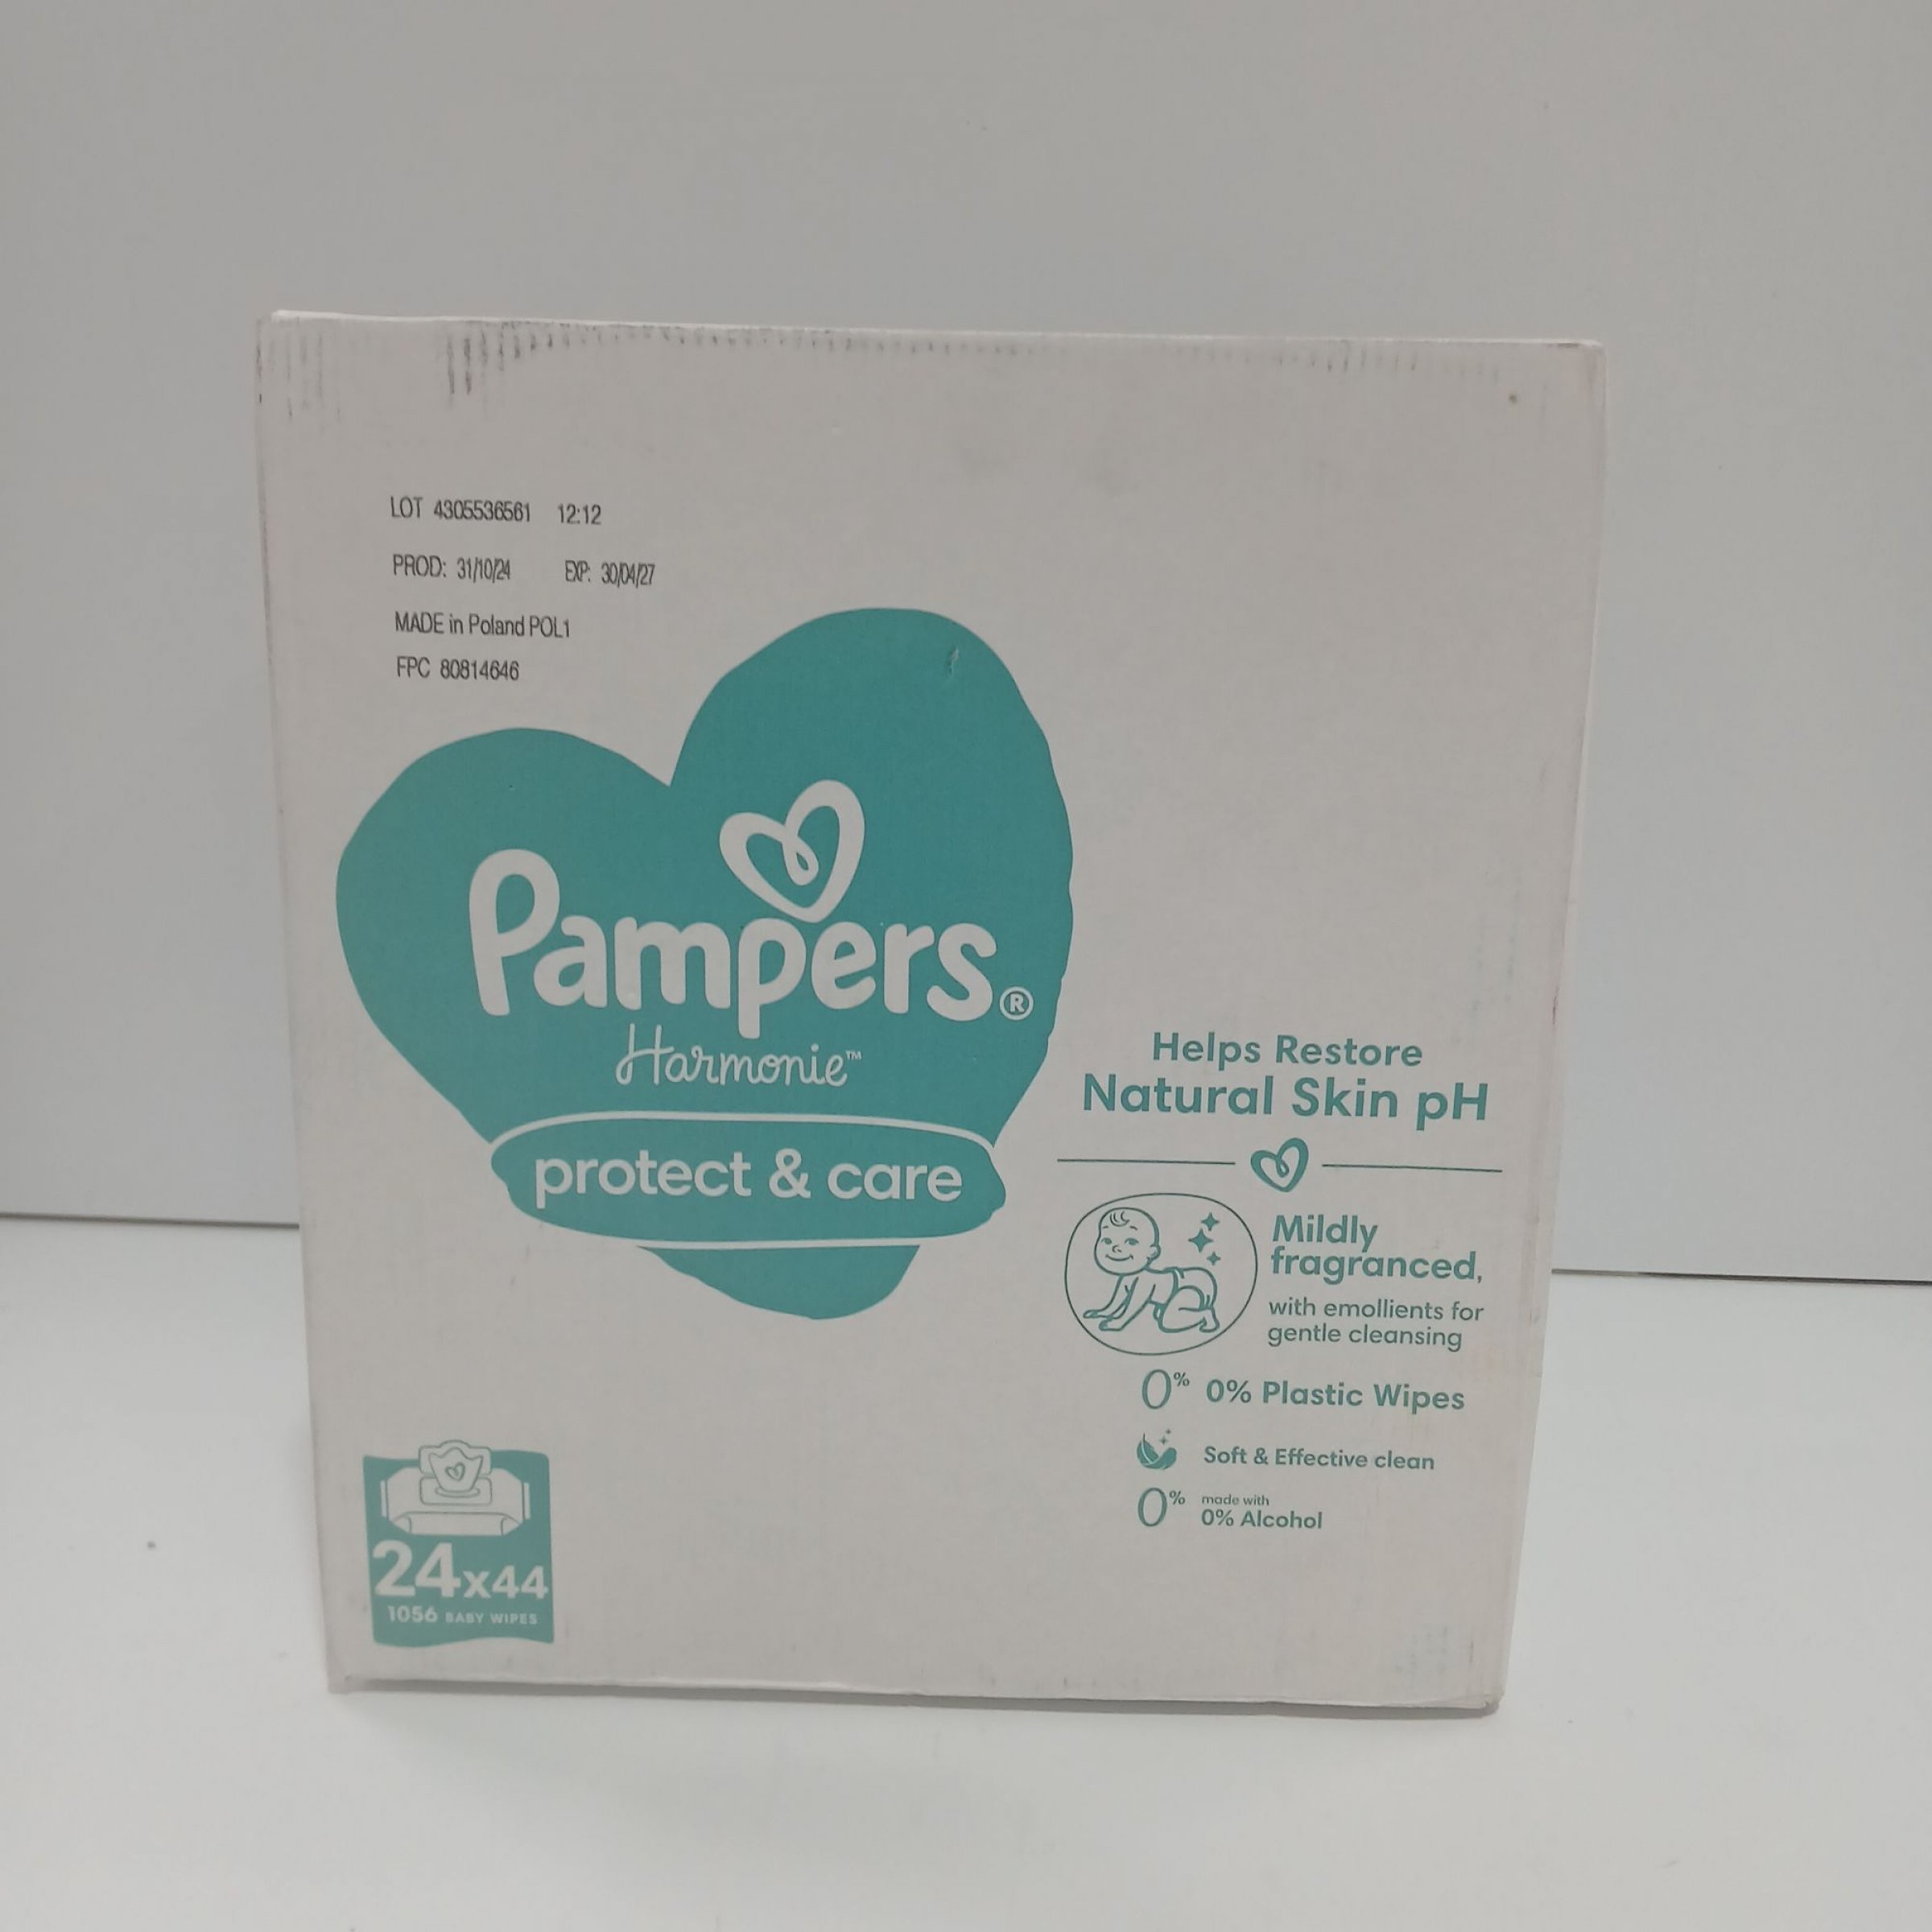 LOT 4305536561 12:12
PROD: 31/10/24 EXP: 30/04/27
MADE in Poland POL1
FPC 80814646
Pampers®
Harmonie™
protect & care
Helps Restore
Natural Skin pH
Mildly
fragranced,
with emollients for
gentle cleansing
0% 0% Plastic Wipes
Soft & Effective clean
0% made with
0% Alcohol
24x44
1056 BABY WIPES